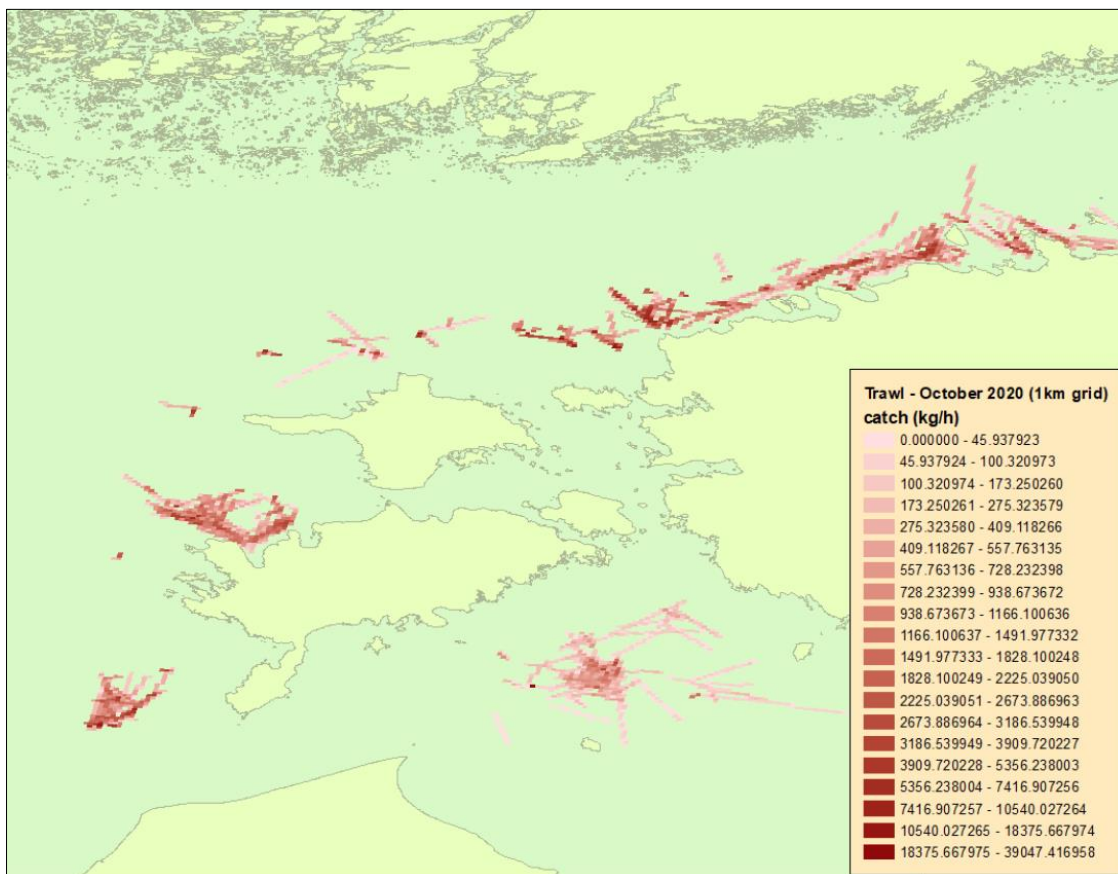 Trawl - October 2020 (1km grid)
catch (kg/h)
0.000000 - 45.937923
45.937924 - 100.320973
100.320974 - 173.250260
173.250261 - 275.323579
275.323580 - 409.118266
409.118267 - 557.763135
557.763136 - 728.232398
728.232399 - 938.673672
938.673673 - 1166.100636
1166.100637 - 1491.977332
1491.977333 - 1828.100248
1828.100249 - 2225.039050
2225.039051 - 2673.886963
2673.886964 - 3186.539948
3186.539949 - 3909.720227
3909.720228 - 5356.238003
5356.238004 - 7416.907256
7416.907257 - 10540.027264
10540.027265 - 18375.667974
18375.667975 - 39047.416958